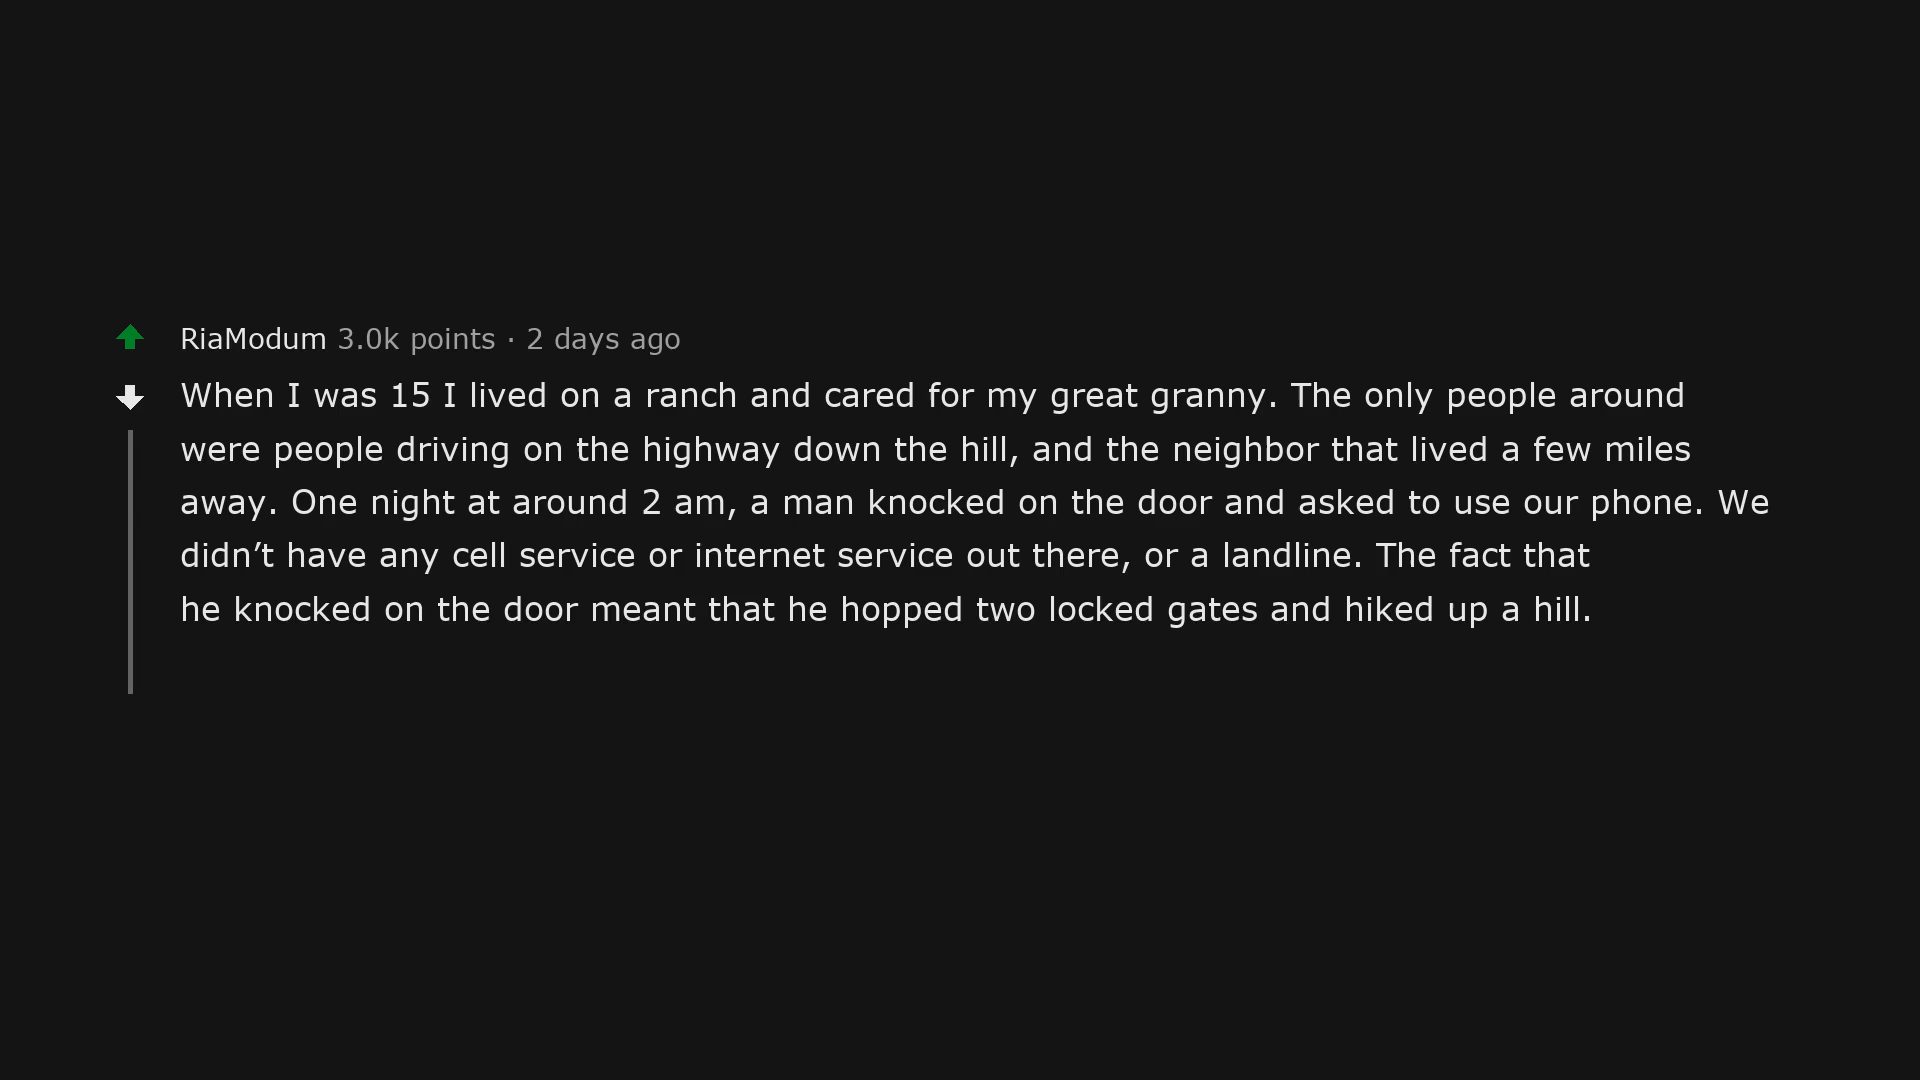 RiaModum 3.0k points · 2 days ago
When I was 15 I lived on a ranch and cared for my great granny. The only people around
were people driving on the highway down the hill, and the neighbor that lived a few miles
away. One night at around 2 am, a man knocked on the door and asked to use our phone. We
didn’t have any cell service or internet service out there, or a landline. The fact that
he knocked on the door meant that he hopped two locked gates and hiked up a hill.